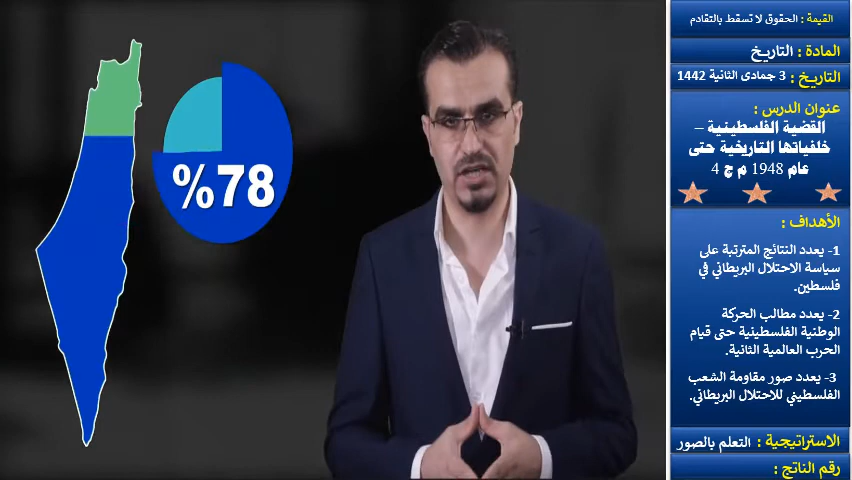 القيمة : الحقوق لا تسقط بالتقادم
المادة : التاريخ
التاريخ : 3 جمادى الثانية 1442
عنوان الدرس :
القضية الفلسطينية –
خلفياتها التاريخية حتى
عام 1948 م ج 4
الأهداف :
1- يعدد النتائج المترتبة على
سياسة الاحتلال البريطاني في
فلسطين.
2- يعدد مطالب الحركة
الوطنية الفلسطينية حتى قيام
الحرب العالمية الثانية.
3- يعدد صور مقاومة الشعب
الفلسطيني للاحتلال البريطاني.
الاستراتيجية : التعلم بالصور
رقم الناتج :
%78